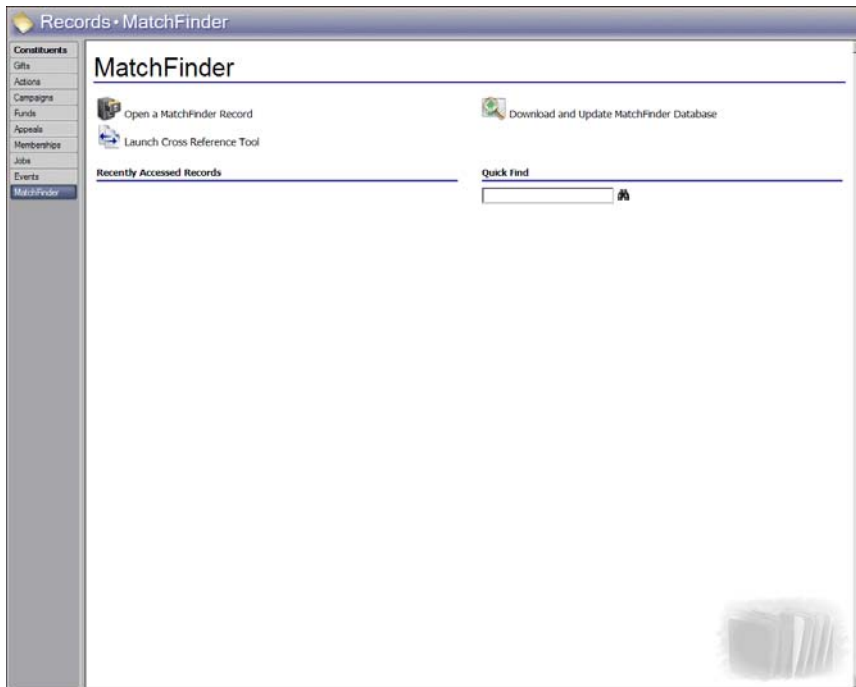 Records • MatchFinder
Constituents
Gifts
Actions
Campaigns
Funds
Appeals
Memberships
Jobs
Events
MatchFinder
MatchFinder
Open a MatchFinder Record
Download and Update MatchFinder Database
Launch Cross Reference Tool
Recently Accessed Records
Quick Find